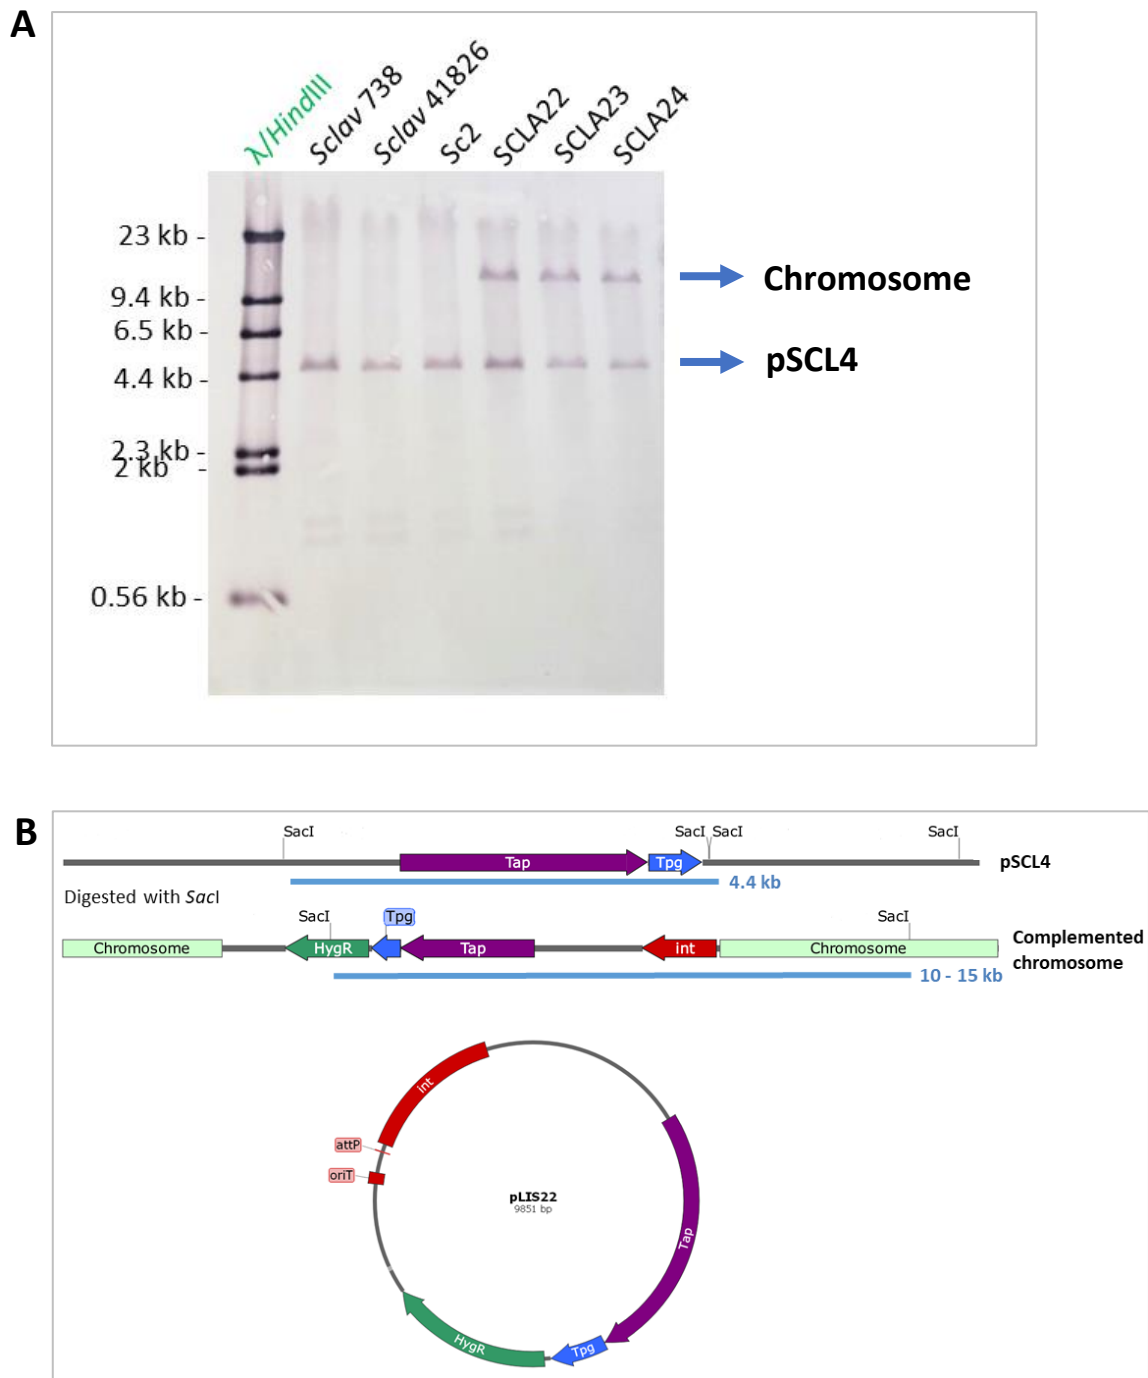 A
λ/HindIII
Sclav 738
Sclav 41826
Sc2
SCLA22
SCLA23
SCLA24
23 kb -
9.4 kb -
6.5 kb -
4.4 kb -
2.3 kb -
2 kb -
0.56 kb -
Chromosome
pSCL4
B
SacI
SacI SacI
SacI
Tap
Tpg
pSCL4
4.4 kb
Digested with SacI
SacI
Tpg
SacI
Chromosome
HygR
Tap
int
Chromosome
Complemented
chromosome
10 - 15 kb
int
attP
oriT
pLIS22
9851 bp
Tap
HygR
Tpg